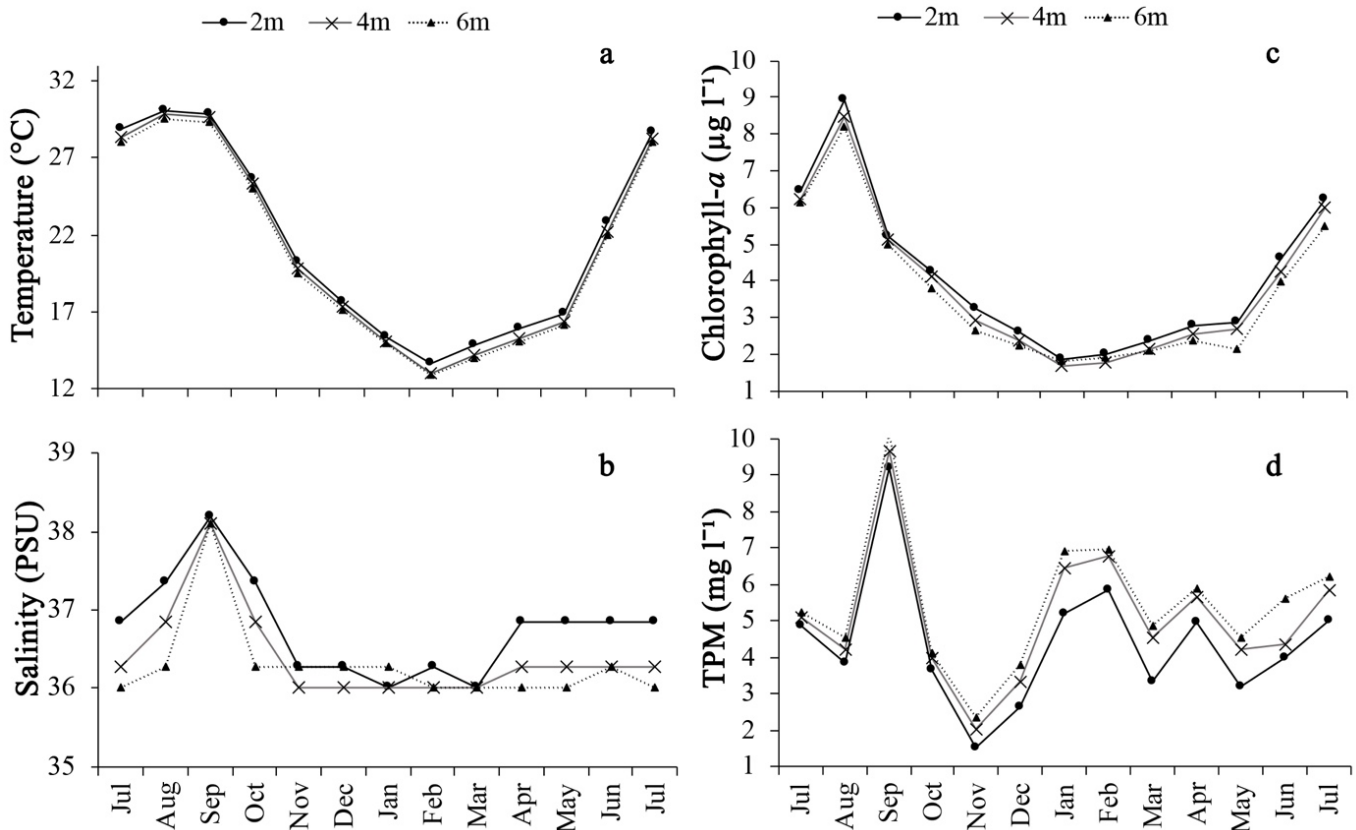 2m 4m 6m
a
Temperature (°C)
32
27
22
17
12
b
Salinity (PSU)
39
38
37
36
35
Jul Aug Sep Oct Nov Dec Jan Feb Mar Apr May Jun Jul
2m 4m 6m
c
Chlorophyll-a (µg l⁻¹)
10
9
8
7
6
5
4
3
2
1
d
TPM (mg l⁻¹)
10
9
8
7
6
5
4
3
2
1
Jul Aug Sep Oct Nov Dec Jan Feb Mar Apr May Jun Jul